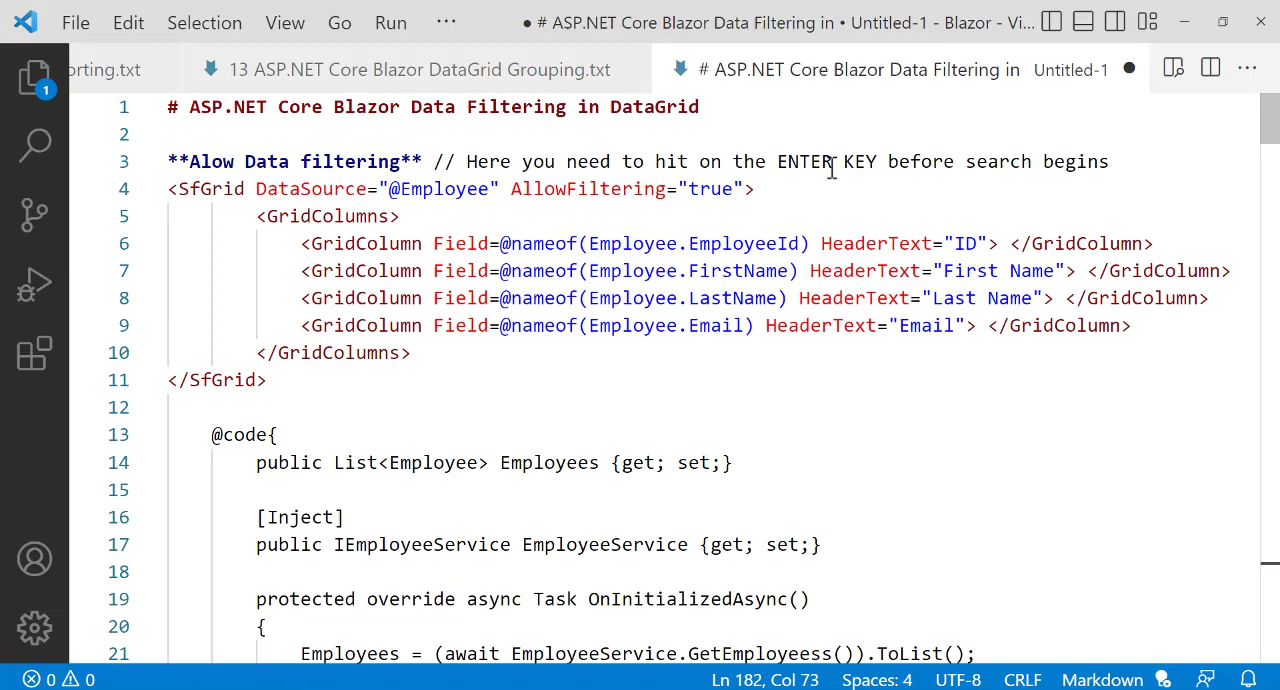 File Edit Selection View Go Run ··· ● # ASP.NET Core Blazor Data Filtering in • Untitled-1 - Blazor - Vi...
1 orting.txt 13 ASP.NET Core Blazor DataGrid Grouping.txt # ASP.NET Core Blazor Data Filtering in Untitled-1 ●
1 # ASP.NET Core Blazor Data Filtering in DataGrid
2
3 **Alow Data filtering** // Here you need to hit on the ENTER KEY before search begins
4 <SfGrid DataSource="@Employee" AllowFiltering="true">
5 <GridColumns>
6 <GridColumn Field=@nameof(Employee.EmployeeId) HeaderText="ID"> </GridColumn>
7 <GridColumn Field=@nameof(Employee.FirstName) HeaderText="First Name"> </GridColumn>
8 <GridColumn Field=@nameof(Employee.LastName) HeaderText="Last Name"> </GridColumn>
9 <GridColumn Field=@nameof(Employee.Email) HeaderText="Email"> </GridColumn>
10 </GridColumns>
11 </SfGrid>
12
13 @code{
14 public List<Employee> Employees {get; set;}
15
16 [Inject]
17 public IEmployeeService EmployeeService {get; set;}
18
19 protected override async Task OnInitializedAsync()
20 {
21 Employees = (await EmployeeService.GetEmployeess()).ToList();
0 0 Ln 182, Col 73 Spaces: 4 UTF-8 CRLF Markdown